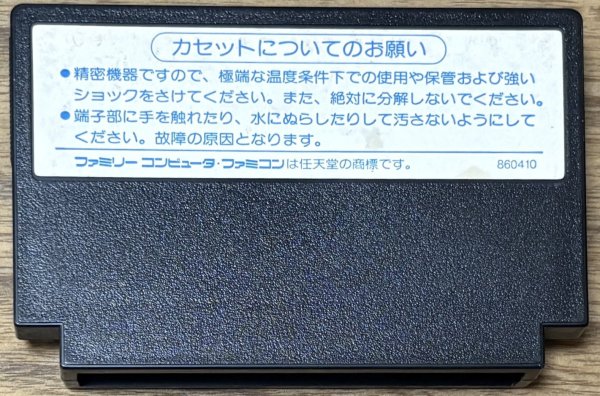 カセットについてのお願い
●精密機器ですので、極端な温度条件下での使用や保管および強い
ショックをさけてください。また、絶対に分解しないでください。
●端子部に手を触れたり、水にぬらしたりして汚さないようにして
ください。故障の原因となります。
ファミリー コンピュータ・ファミコンは任天堂の商標です。 860410